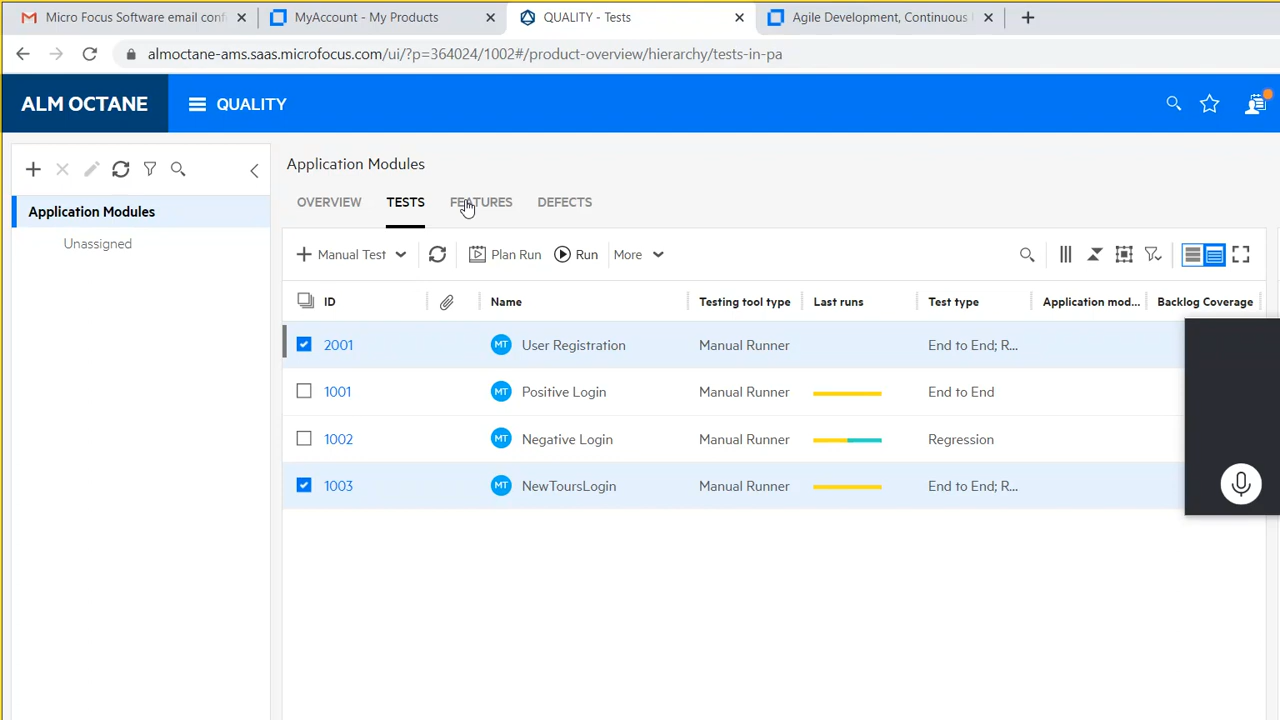 Micro Focus Software email conf
MyAccount - My Products
QUALITY - Tests
Agile Development, Continuous
almoctane-ams.saas.microfocus.com/ui/?p=364024/1002#/product-overview/hierarchy/tests-in-pa
ALM OCTANE
QUALITY
Application Modules
Unassigned
Application Modules
OVERVIEW TESTS FEATURES DEFECTS
Manual Test Plan Run Run More
ID Name Testing tool type Last runs Test type Application mod... Backlog Coverage
2001 MT User Registration Manual Runner End to End; R...
1001 MT Positive Login Manual Runner End to End
1002 MT Negative Login Manual Runner Regression
1003 MT NewToursLogin Manual Runner End to End; R...